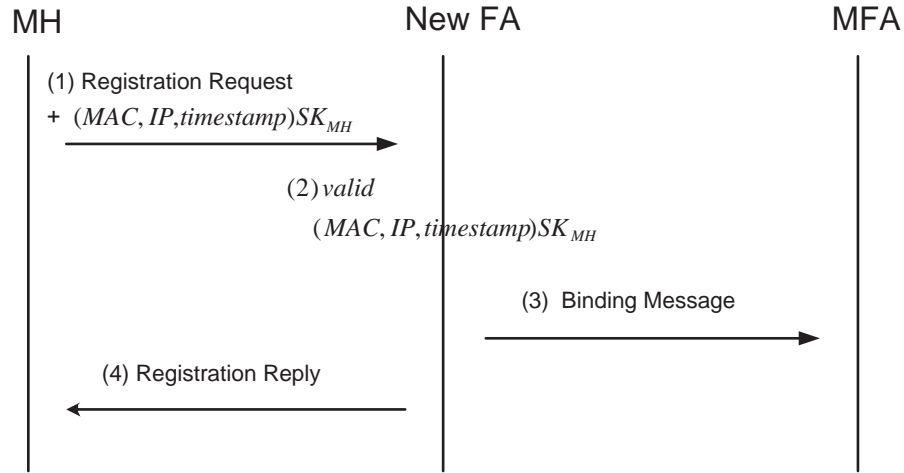 MH New FA MFA
(1) Registration Request
+ (MAC, IP,timestamp)SK_MH
(2) valid
(MAC, IP,timestamp)SK_MH
(3) Binding Message
(4) Registration Reply